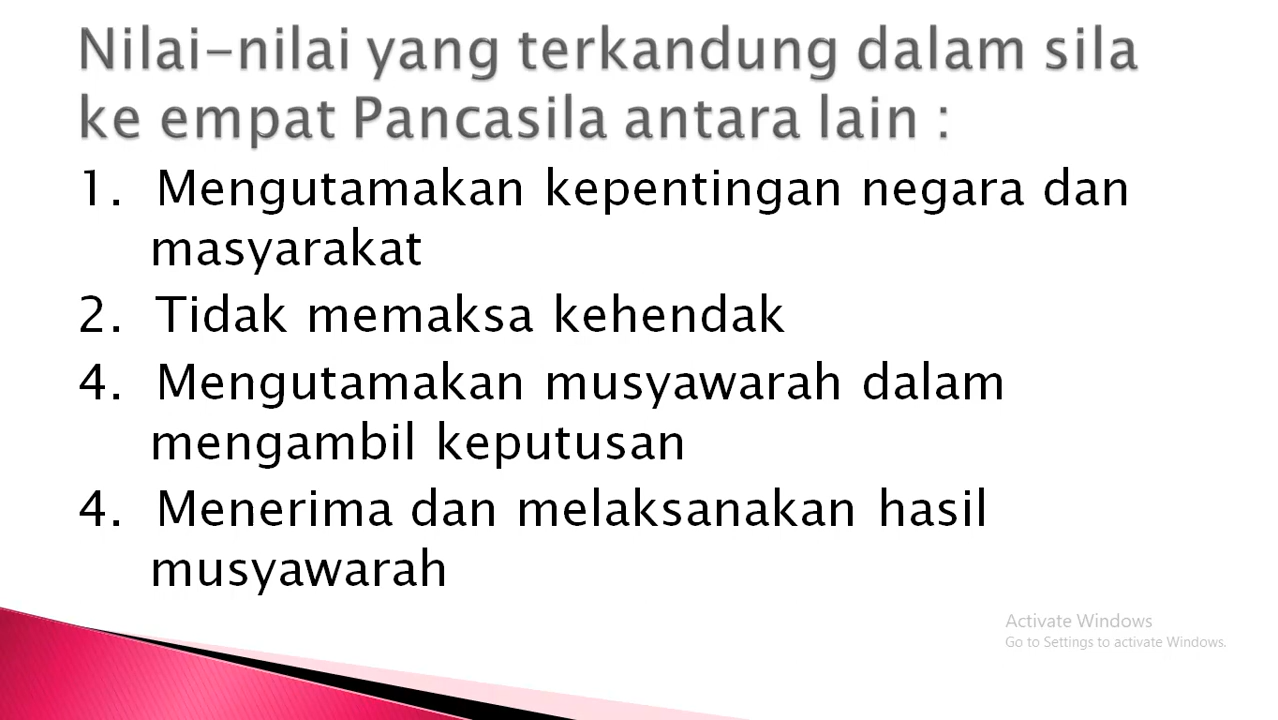 Nilai-nilai yang terkandung dalam sila
ke empat Pancasila antara lain :
1. Mengutamakan kepentingan negara dan
masyarakat
2. Tidak memaksa kehendak
4. Mengutamakan musyawarah dalam
mengambil keputusan
4. Menerima dan melaksanakan hasil
musyawarah
Activate Windows
Go to Settings to activate Windows.